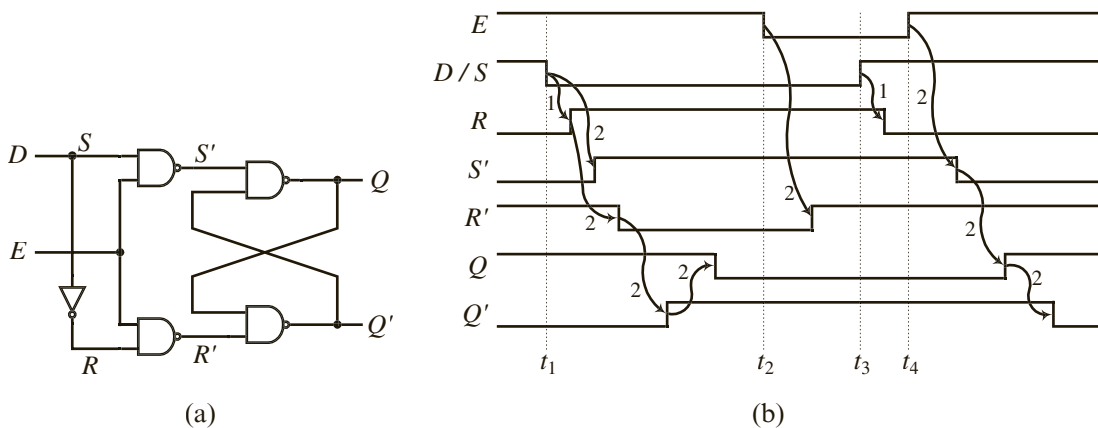 D S S' Q
E
R R' Q'
(a)
E
D / S
R 1 2 1 2
S'
R' 2 2 2
Q 2 2 2
Q'
t1 t2 t3 t4
(b)